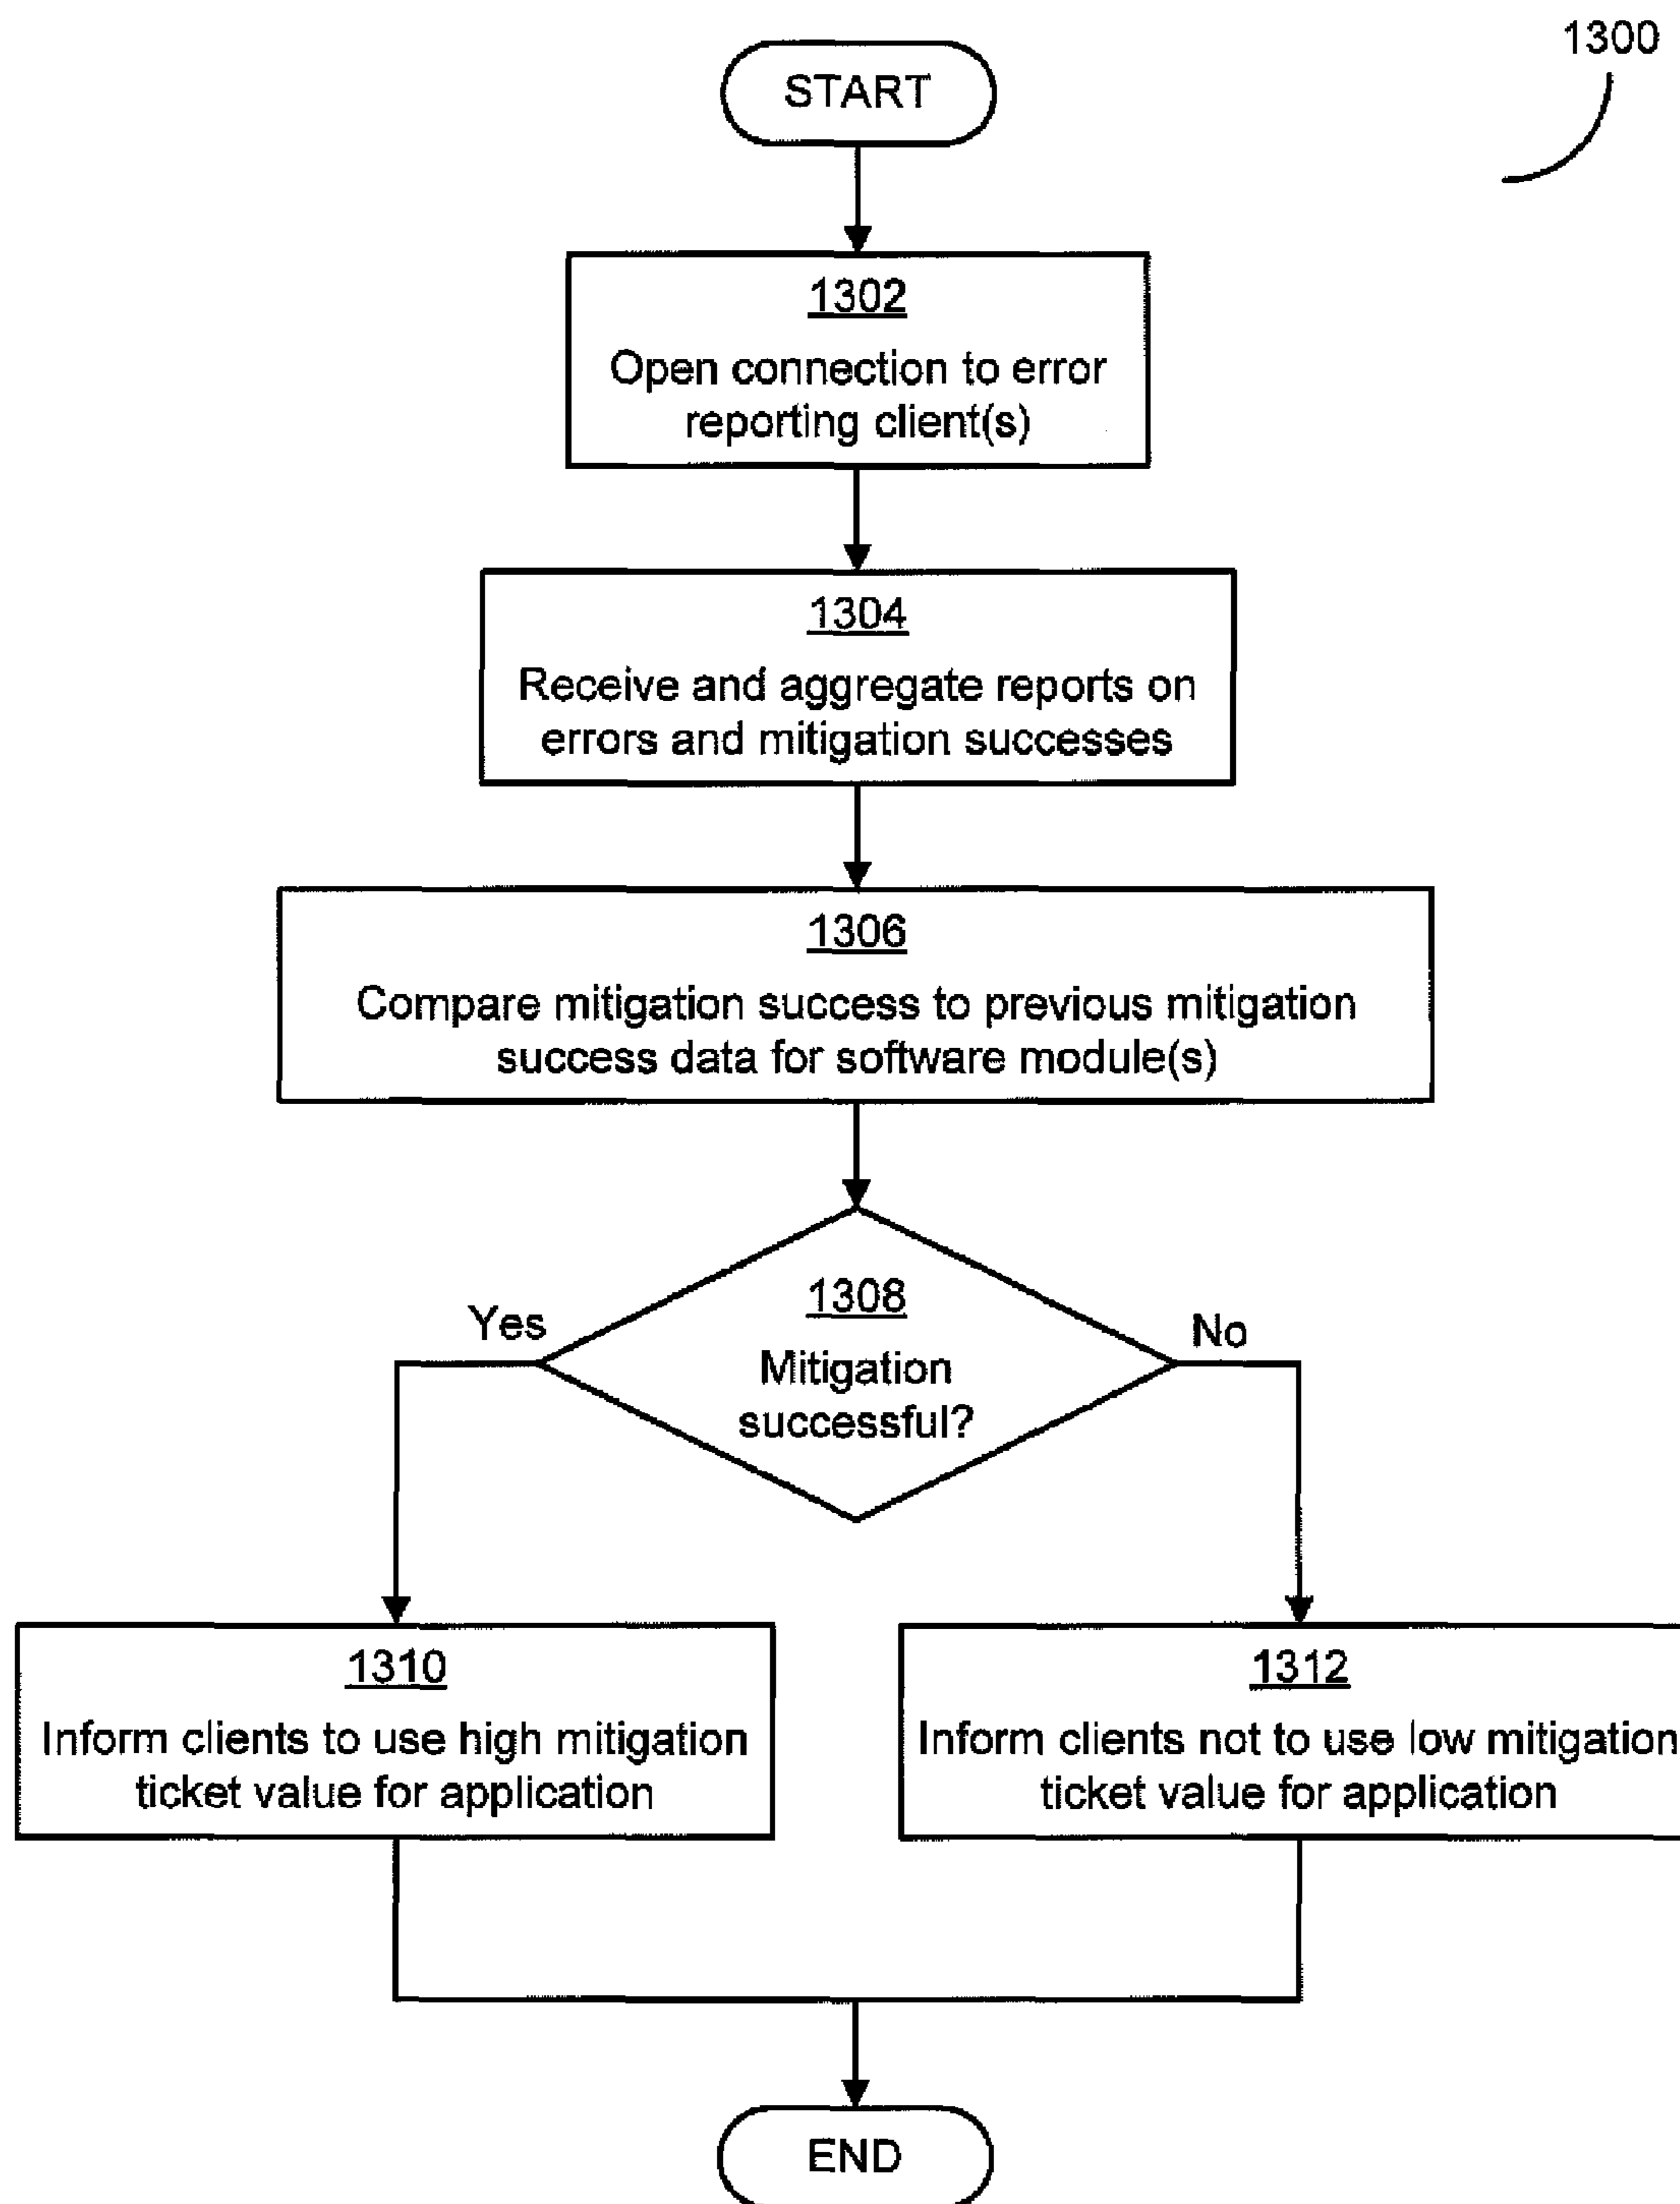 1300
START
1302
Open connection to error
reporting client(s)
1304
Receive and aggregate reports on
errors and mitigation successes
1306
Compare mitigation success to previous mitigation
success data for software module(s)
1308
Mitigation
successful?
Yes
No
1310
Inform clients to use high mitigation
ticket value for application
1312
Inform clients not to use low mitigation
ticket value for application
END